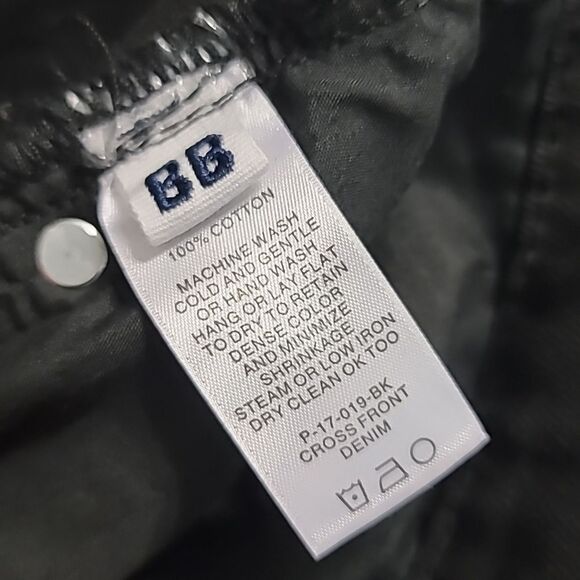 BB
100% COTTON
MACHINE WASH
COLD AND GENTLE
OR HAND WASH
HANG OR LAY FLAT
TO DRY TO RETAIN
DENSE COLOR
AND MINIMIZE
SHRINKAGE
STEAM OR LOW IRON
DRY CLEAN OK TOO
P-17-019-BK
CROSS FRONT
DENIM